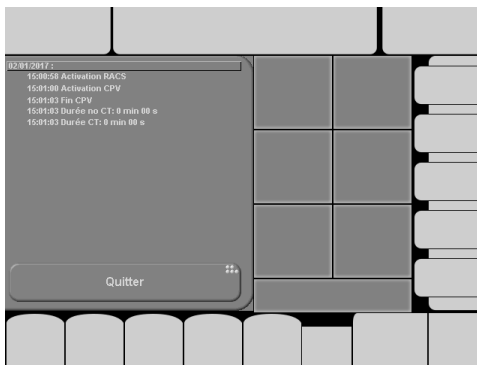 02/01/2017 :
15:00:58 Activation RACS
15:01:00 Activation CPV
15:01:03 Fin CPV
15:01:03 Durée no CT: 0 min 00 s
15:01:03 Durée CT: 0 min 00 s
Quitter